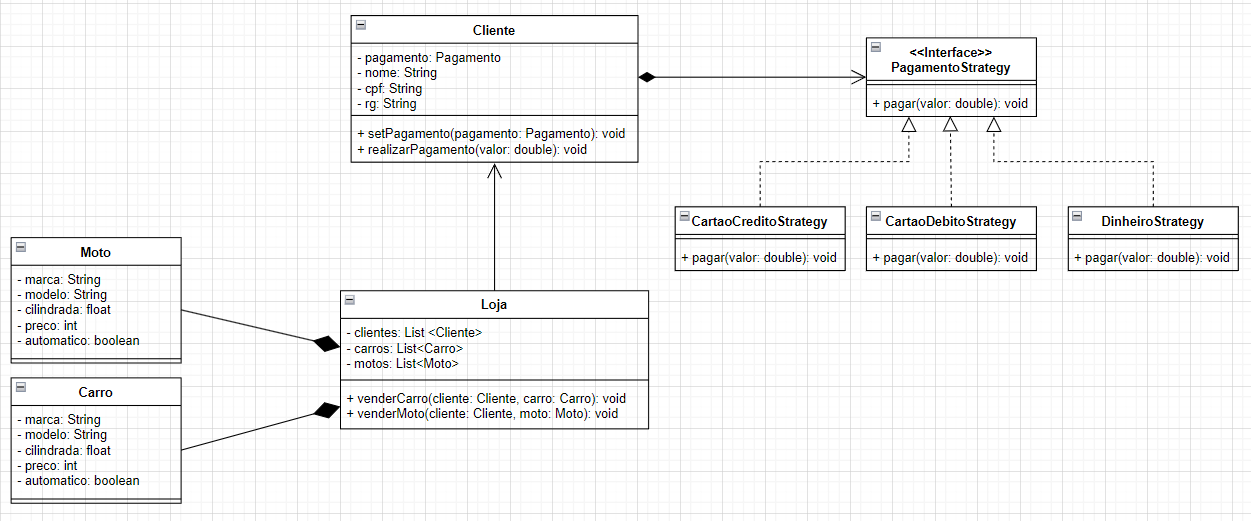 Cliente
- pagamento: Pagamento
- nome: String
- cpf: String
- rg: String
+ setPagamento(pagamento: Pagamento): void
+ realizarPagamento(valor: double): void
<<Interface>>
PagamentoStrategy
+ pagar(valor: double): void
CartaoCreditoStrategy
+ pagar(valor: double): void
CartaoDebitoStrategy
+ pagar(valor: double): void
DinheiroStrategy
+ pagar(valor: double): void
Moto
- marca: String
- modelo: String
- cilindrada: float
- preco: int
- automatico: boolean
Loja
- clientes: List <Cliente>
- carros: List<Carro>
- motos: List<Moto>
+ venderCarro(cliente: Cliente, carro: Carro): void
+ venderMoto(cliente: Cliente, moto: Moto): void
Carro
- marca: String
- modelo: String
- cilindrada: float
- preco: int
- automatico: boolean